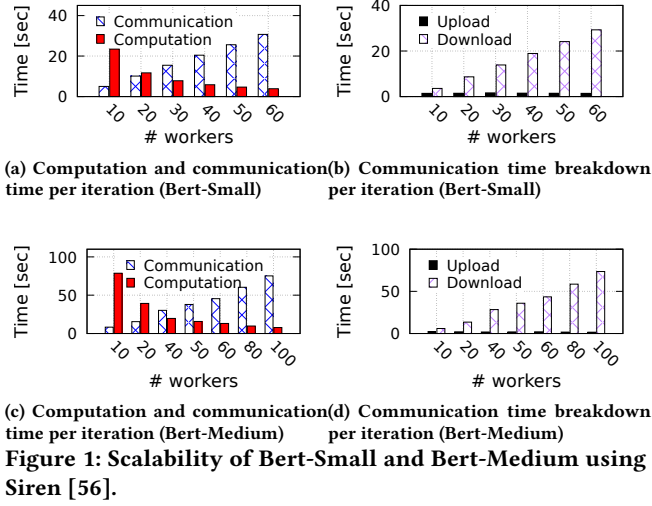 Time [sec]
40
20
0
Communication
Computation
10 20 30 40 50 60
# workers
Time [sec]
40
20
0
Upload
Download
10 20 30 40 50 60
# workers
(a) Computation and communication
time per iteration (Bert-Small)
(b) Communication time breakdown
per iteration (Bert-Small)
Time [sec]
100
50
0
Communication
Computation
10 20 40 50 60 80 100
# workers
Time [sec]
100
50
0
Upload
Download
10 20 40 50 60 80 100
# workers
(c) Computation and communication
time per iteration (Bert-Medium)
(d) Communication time breakdown
per iteration (Bert-Medium)
Figure 1: Scalability of Bert-Small and Bert-Medium using
Siren [56].